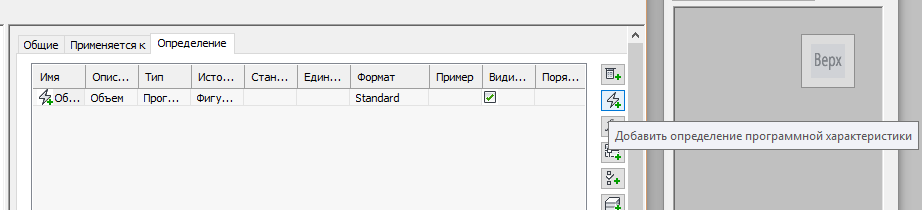 Общие Применяется к Определение
Имя Опис... Тип Исто... Стан... Един... Формат Пример Види... Поря...
Об... Объем Прог... Фигу... Standard
Верх
Добавить определение программной характеристики